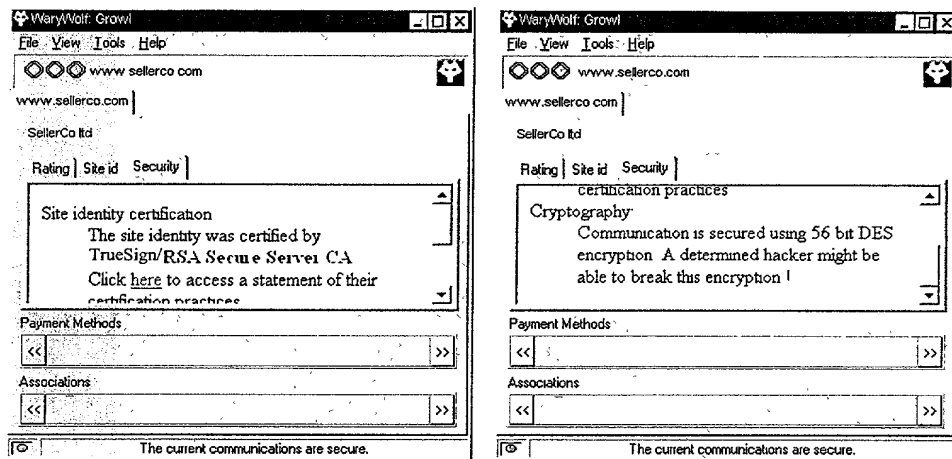 WaryWolf: Growl
File View Tools Help
www sellerco com
www.sellerco.com
SellerCo ltd
Rating Site id Security
Site identity certification
The site identity was certified by
TrueSign/RSA Secure Server CA
Click here to access a statement of their
certification practices
Payment Methods
<< >>
Associations
<< >>
The current communications are secure.
WaryWolf: Growl
File View Tools Help
www.sellerco.com
www.sellerco com
SellerCo ltd
Rating Site id Security
certification practices
Cryptography
Communication is secured using 56 bit DES
encryption A determined hacker might be
able to break this encryption !
Payment Methods
<< >>
Associations
<< >>
The current communications are secure.